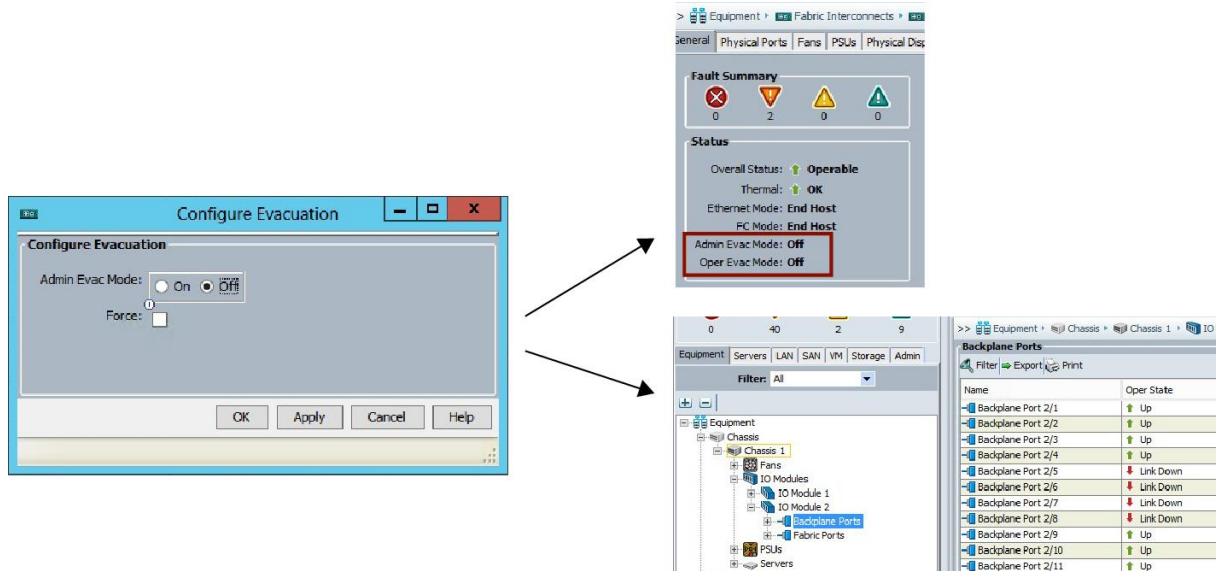 Configure Evacuation
Configure Evacuation
Admin Evac Mode: On Off
Force:
OK Apply Cancel Help
> Equipment Fabric Interconnects
General Physical Ports Fans PSUs Physical Disp
Fault Summary
0 2 0 0
Status
Overall Status: Operable
Thermal: OK
Ethernet Mode: End Host
FC Mode: End Host
Admin Evac Mode: Off
Oper Evac Mode: Off
0 40 2 9
Equipment Servers LAN SAN VM Storage Admin
Filter: All
Equipment
Chassis
Chassis 1
Fans
IO Modules
IO Module 1
IO Module 2
Backplane Ports
Fabric Ports
PSUs
Servers
>> Equipment Chassis Chassis 1 IO
Backplane Ports
Filter Export Print
Name Oper State
Backplane Port 2/1 Up
Backplane Port 2/2 Up
Backplane Port 2/3 Up
Backplane Port 2/4 Up
Backplane Port 2/5 Link Down
Backplane Port 2/6 Link Down
Backplane Port 2/7 Link Down
Backplane Port 2/8 Link Down
Backplane Port 2/9 Up
Backplane Port 2/10 Up
Backplane Port 2/11 Up